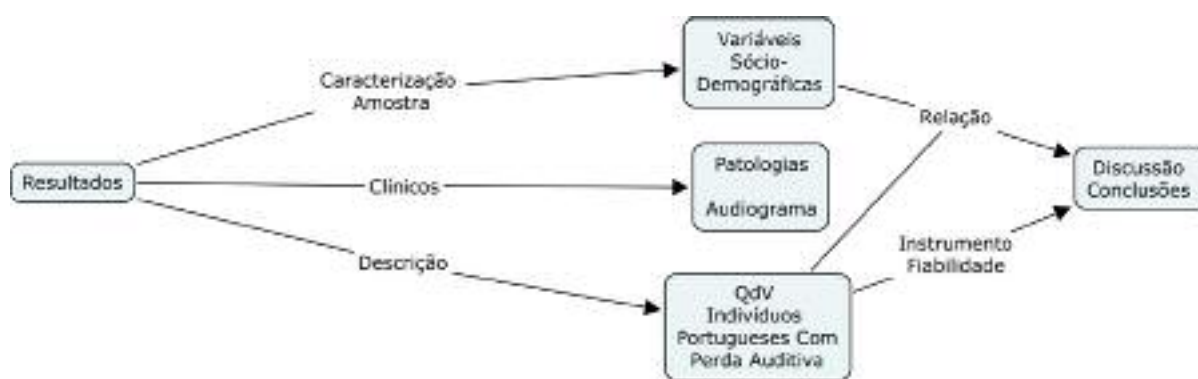 Variáveis
Sócio-
Demográficas
Caracterização
Amostra
Relação
Resultados
Clínicos
Patologias
Audiograma
Discussão
Conclusões
Descrição
Instrumento
Fiabilidade
QdV
Indivíduos
Portugueses Com
Perda Auditiva